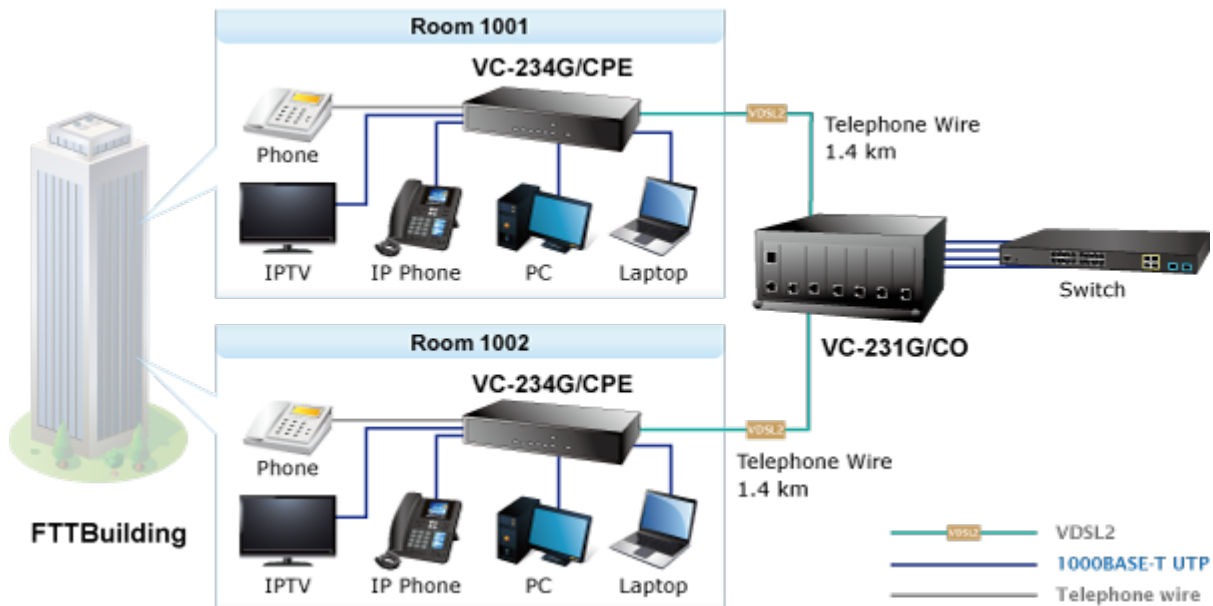 Room 1001
VC-234G/CPE
Phone
IPTV
IP Phone
PC
Laptop
VDSL2
Telephone Wire
1.4 km
Switch
VC-231G/CO
Room 1002
VC-234G/CPE
Phone
IPTV
IP Phone
PC
Laptop
VDSL2
Telephone Wire
1.4 km
FTTBuilding
VDSL2
VDSL2
1000BASE-T UTP
Telephone wire